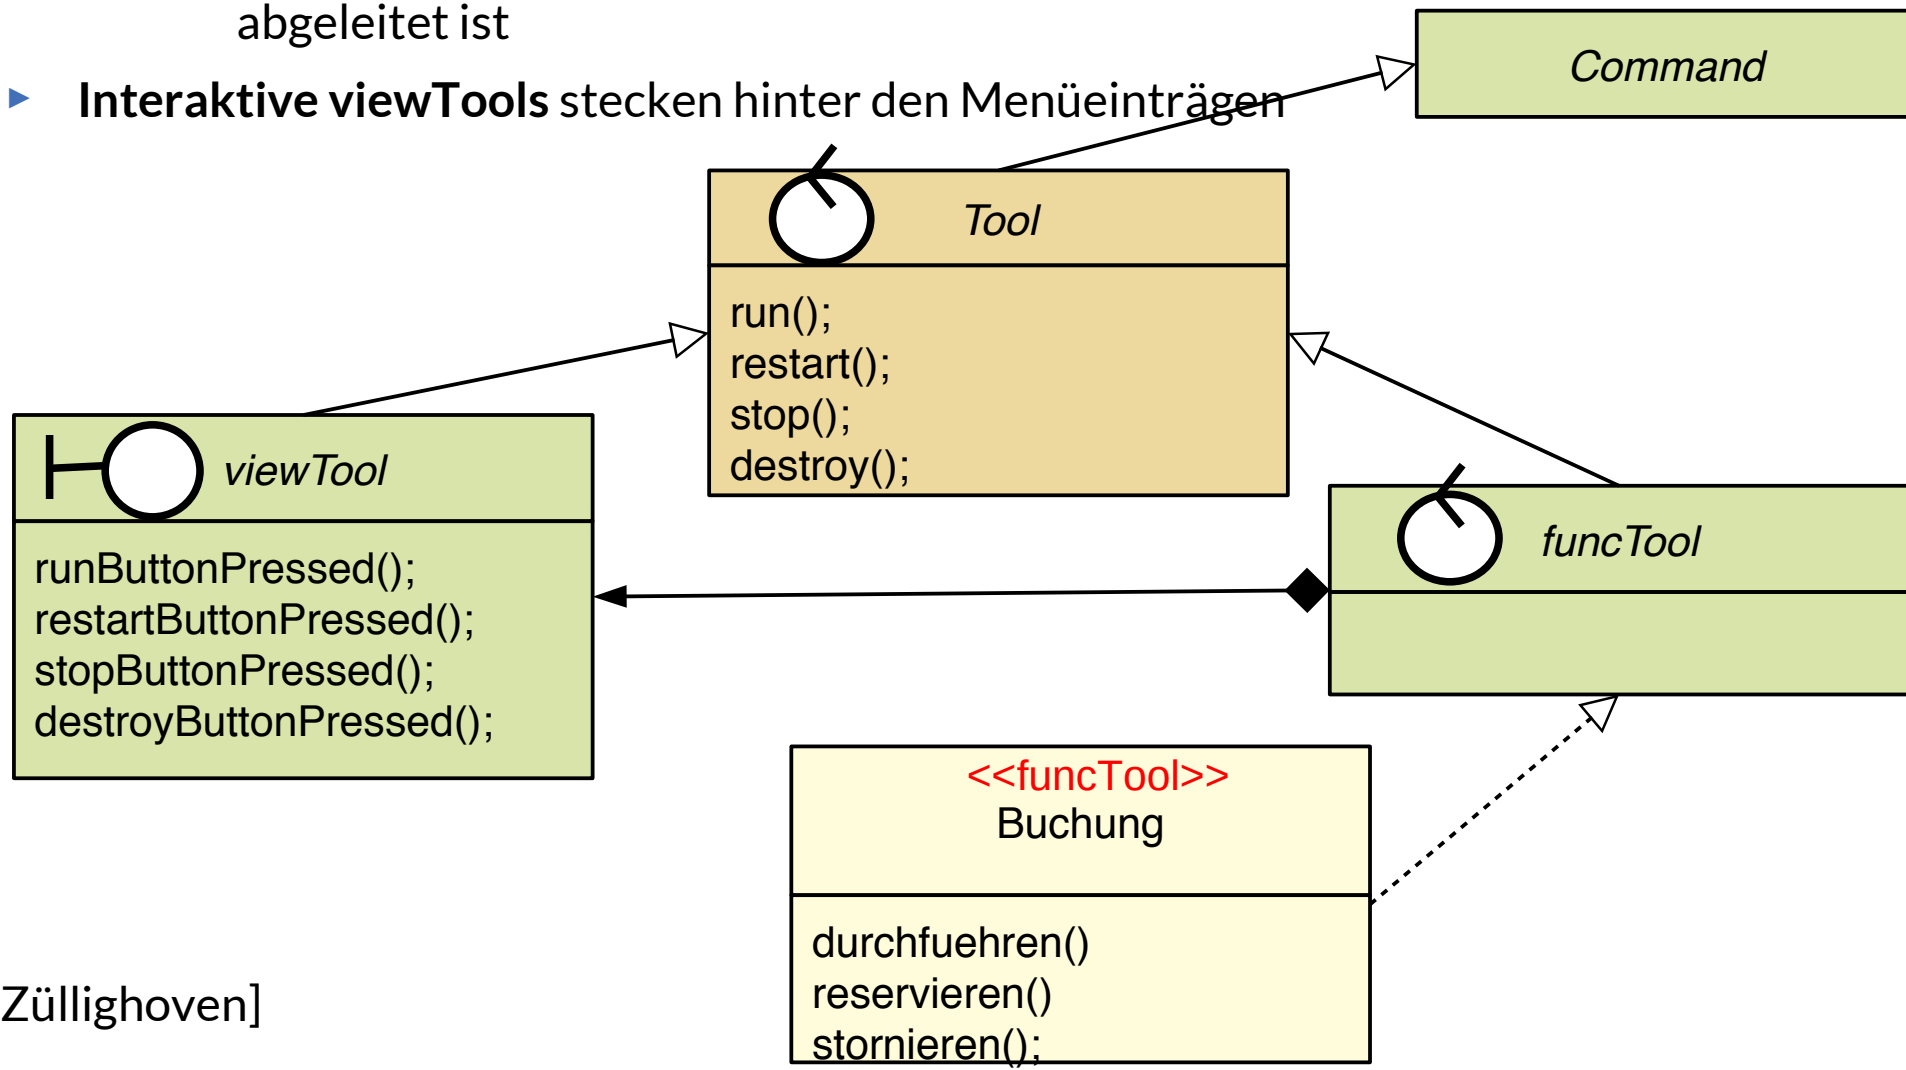 abgeleitet ist
► Interaktive viewTools stecken hinter den Menüeinträgen
Command
Tool
run();
restart();
stop();
destroy();
viewTool
runButtonPressed();
restartButtonPressed();
stopButtonPressed();
destroyButtonPressed();
funcTool
<<funcTool>>
Buchung
durchfuehren()
reservieren()
stornieren();
Züllighoven]